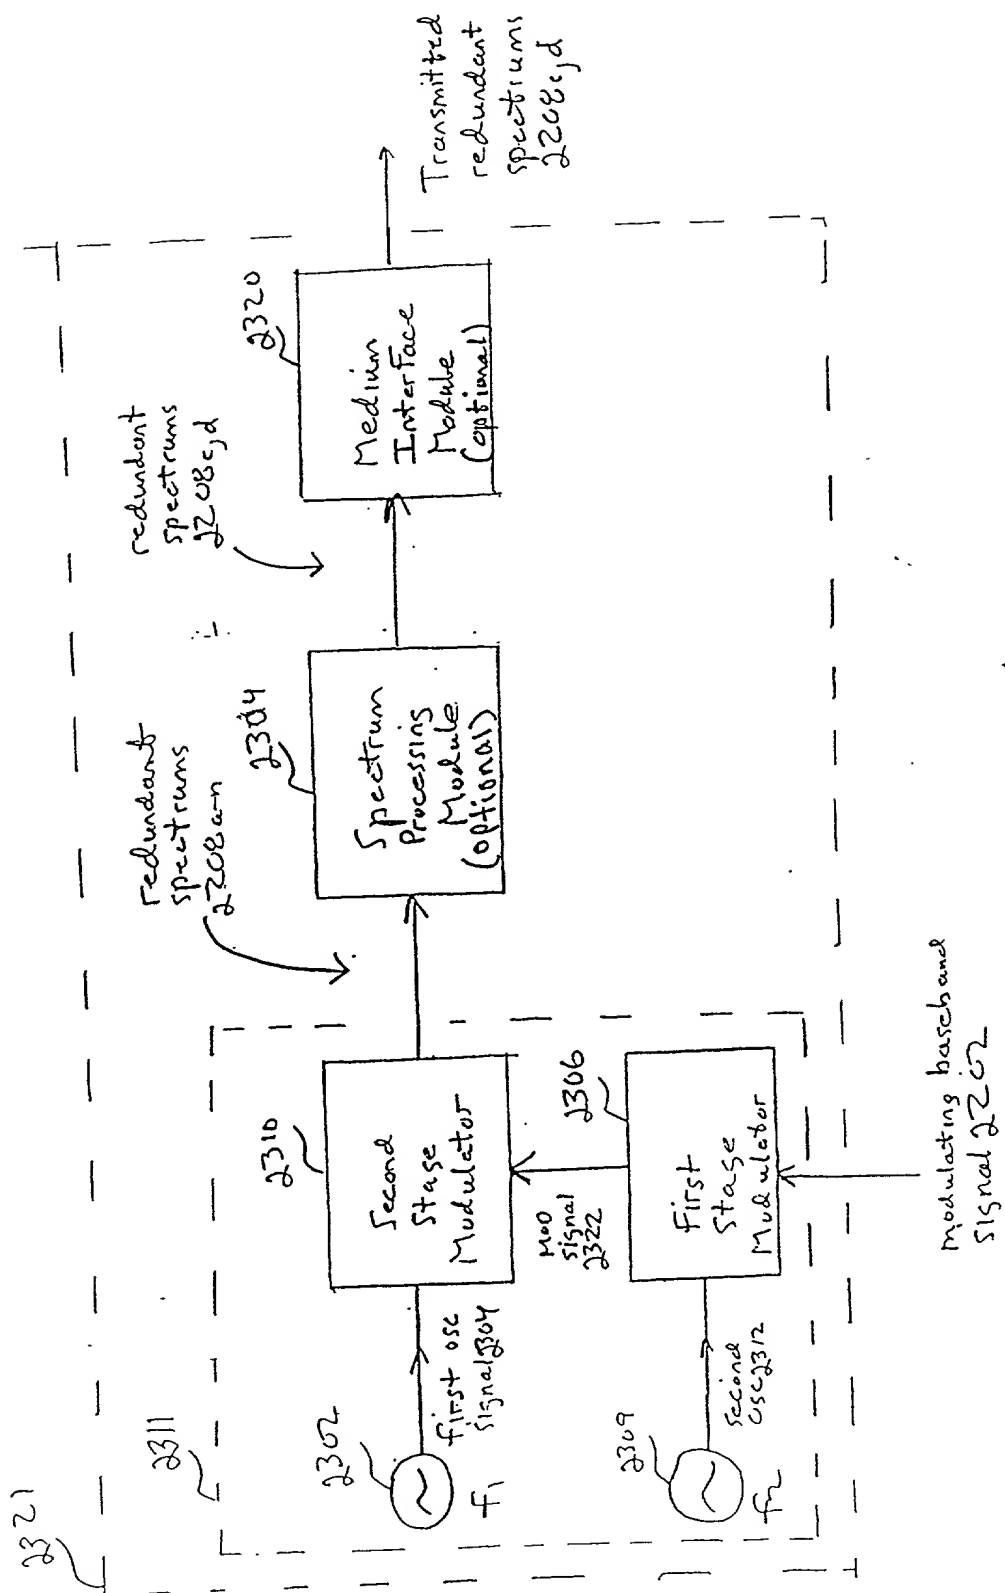 2321
2311
2302
f1
First osc
signal 2304
2310
Second
Stage
Modulator
redundant
spectrums
2208a-n
2304
Spectrum
Processing
Module
(optional)
redundant
spectrums
2208c,d
2320
Medium
Interface
Module
(optional)
Transmitted
redundant
spectrums
2208c,d
MOD
signal
2322
2309
f2
Second
osc 2312
2306
First
Stage
Modulator
modulating baseband
signal 2202